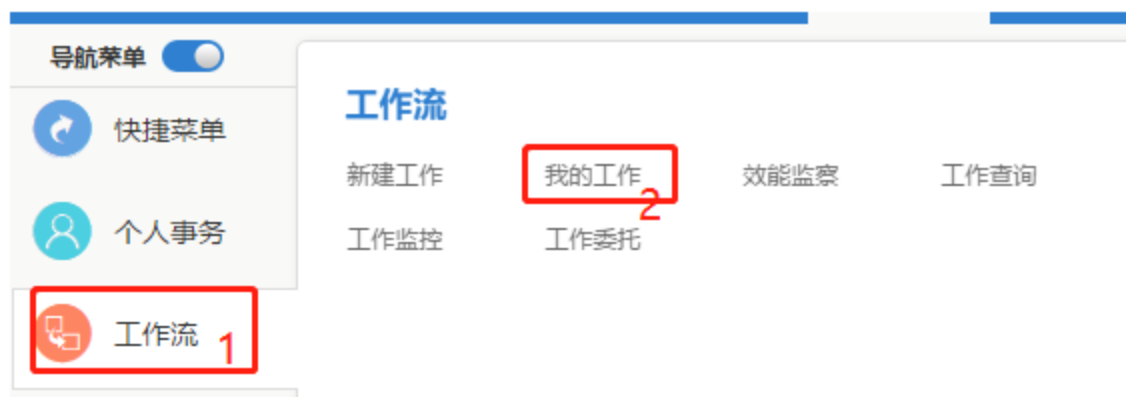 导航菜单
快捷菜单
个人事务
工作流 1
工作流
新建工作 我的工作 2 效能监察 工作查询
工作监控 工作委托